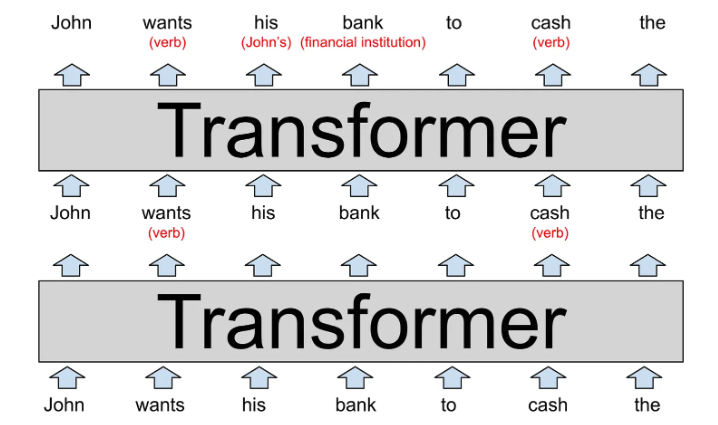 John wants his bank to cash the
(verb) (John's) (financial institution) (verb)
Transformer
John wants his bank to cash the
(verb) (verb)
Transformer
John wants his bank to cash the